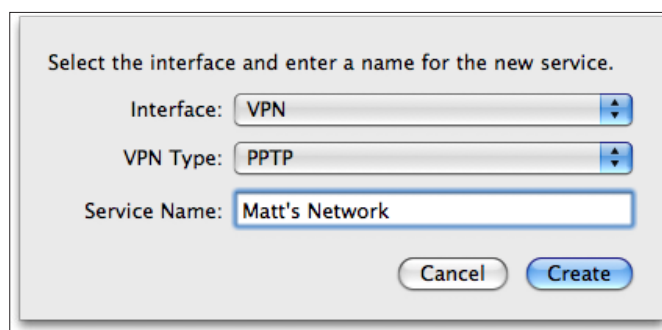 Select the interface and enter a name for the new service.
Interface: VPN
VPN Type: PPTP
Service Name: Matt's Network
Cancel Create